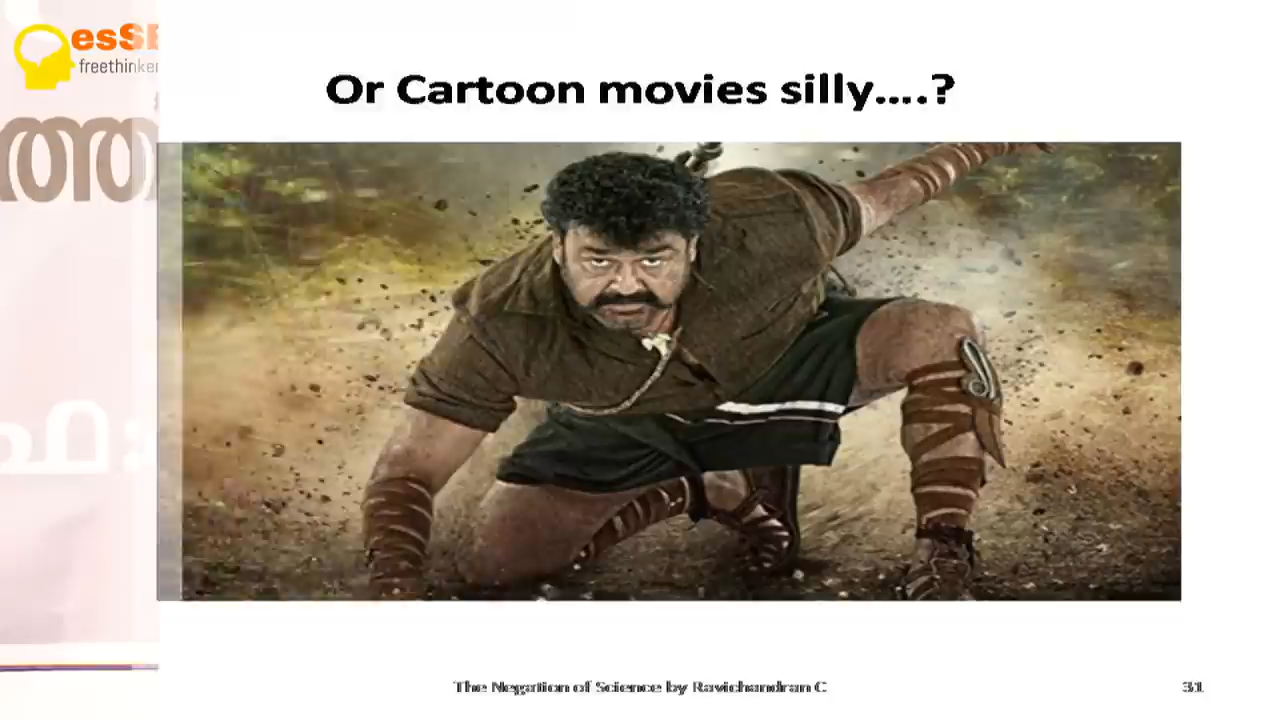 esSE
freethinker
Or Cartoon movies silly....?
The Negation of Science by Ravichandran C
31